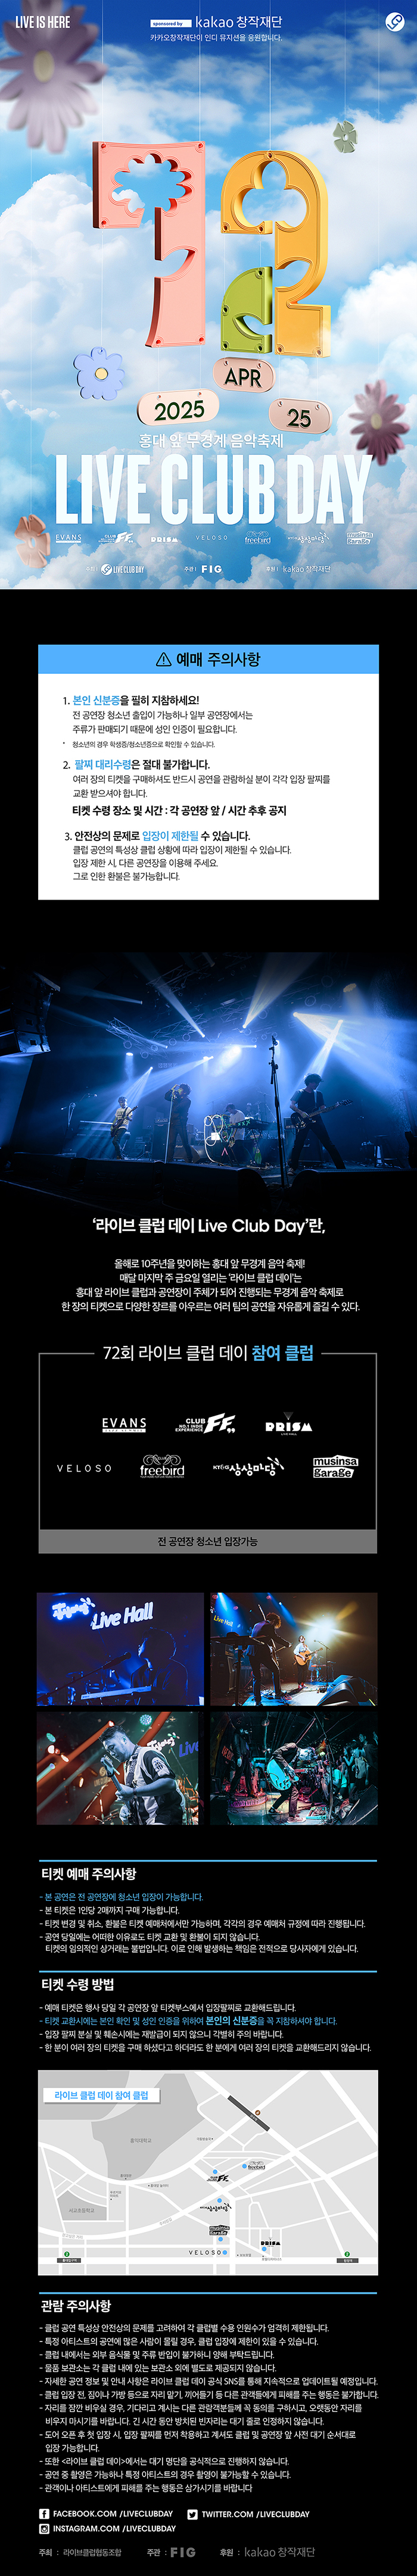 LIVE IS HERE
sponsored by kakao 창작재단
카카오창작재단이 인디 뮤지션을 응원합니다.
2025
APR
25
홍대 앞 무경계 음악축제
LIVE CLUB DAY
EVANS CLUB FF PRISM VELOSO freebird 상상마당 musinsa garage
주최 | LIVE CLUB DAY 주관 | FIG 후원 | kakao 창작재단
예매 주의사항
1. 본인 신분증을 필히 지참하세요!
전 공연장 청소년 출입이 가능하나 일부 공연장에서는
주류가 판매되기 때문에 성인 인증이 필요합니다.
* 청소년의 경우 학생증/청소년증으로 확인할 수 있습니다.
2. 팔찌 대리수령은 절대 불가합니다.
여러 장의 티켓을 구매하셔도 반드시 공연을 관람하실 분이 각각 입장 팔찌를
교환 받으셔야 합니다.
티켓 수령 장소 및 시간 : 각 공연장 앞 / 시간 추후 공지
3. 안전상의 문제로 입장이 제한될 수 있습니다.
클럽 공연의 특성상 클럽 상황에 따라 입장이 제한될 수 있습니다.
입장 제한 시, 다른 공연장을 이용해 주세요.
그로 인한 환불은 불가능합니다.
‘라이브 클럽 데이 Live Club Day’란,
올해로 10주년을 맞이하는 홍대 앞 무경계 음악 축제!
매달 마지막 주 금요일 열리는 ‘라이브 클럽 데이’는
홍대 앞 라이브 클럽과 공연장이 주체가 되어 진행되는 무경계 음악 축제로
한 장의 티켓으로 다양한 장르를 아우르는 여러 팀의 공연을 자유롭게 즐길 수 있다.
72회 라이브 클럽 데이 참여 클럽
EVANS
CLUB FF
NO.1 INDIE
EXPERIENCE
PRISM
LIVE HALL
VELOSO
freebird
KT&G 상상마당
musinsa garage
전 공연장 청소년 입장가능
Live Hall
Live Hall
티켓 예매 주의사항
- 본 공연은 전 공연장에 청소년 입장이 가능합니다.
- 본 티켓은 1인당 2매까지 구매 가능합니다.
- 티켓 변경 및 취소, 환불은 티켓 예매처에서만 가능하며, 각각의 경우 예매처 규정에 따라 진행됩니다.
- 공연 당일에는 어떠한 이유로도 티켓 교환 및 환불이 되지 않습니다.
티켓의 임의적인 상거래는 불법입니다. 이로 인해 발생하는 책임은 전적으로 당사자에게 있습니다.
티켓 수령 방법
- 예매 티켓은 행사 당일 각 공연장 앞 티켓부스에서 입장팔찌로 교환해드립니다.
- 티켓 교환시에는 본인 확인 및 성인 인증을 위하여 본인의 신분증을 꼭 지참하셔야 합니다.
- 입장 팔찌 분실 및 훼손시에는 재발급이 되지 않으니 각별히 주의 바랍니다.
- 한 분이 여러 장의 티켓을 구매 하셨다고 하더라도 한 분에게 여러 장의 티켓을 교환해드리지 않습니다.
라이브 클럽 데이 참여 클럽
홍익대학교
freebird
CLUB FF
서교초등학교
상상마당
musinsa garage
PRISM
VELOSO
관람 주의사항
- 클럽 공연 특성상 안전상의 문제를 고려하여 각 클럽별 수용 인원수가 엄격히 제한됩니다.
- 특정 아티스트의 공연에 많은 사람이 몰릴 경우, 클럽 입장에 제한이 있을 수 있습니다.
- 클럽 내에서는 외부 음식물 및 주류 반입이 불가하니 양해 부탁드립니다.
- 물품 보관소는 각 클럽 내에 있는 보관소 외에 별도로 제공되지 않습니다.
- 자세한 공연 정보 및 안내 사항은 라이브 클럽 데이 공식 SNS를 통해 지속적으로 업데이트될 예정입니다.
- 클럽 입장 전, 짐이나 가방 등으로 자리 맡기, 끼어들기 등 다른 관객들에게 피해를 주는 행동은 불가합니다.
- 자리를 잠깐 비우실 경우, 기다리고 계시는 다른 관람객분들께 꼭 동의를 구하시고, 오랫동안 자리를
비우지 마시기를 바랍니다. 긴 시간 동안 방치된 빈자리는 대기 줄로 인정하지 않습니다.
- 도어 오픈 후 첫 입장 시, 입장 팔찌를 먼저 착용하고 계셔도 클럽 및 공연장 앞 사전 대기 순서대로
입장 가능합니다.
- 또한 <라이브 클럽 데이>에서는 대기 명단을 공식적으로 진행하지 않습니다.
- 공연 중 촬영은 가능하나 특정 아티스트의 경우 촬영이 불가능할 수 있습니다.
- 관객이나 아티스트에게 피해를 주는 행동은 삼가시기를 바랍니다
FACEBOOK.COM /LIVECLUBDAY TWITTER.COM /LIVECLUBDAY
INSTAGRAM.COM /LIVECLUBDAY
주최 : 라이브클럽협동조합 주관 : FIG 후원 : kakao 창작재단